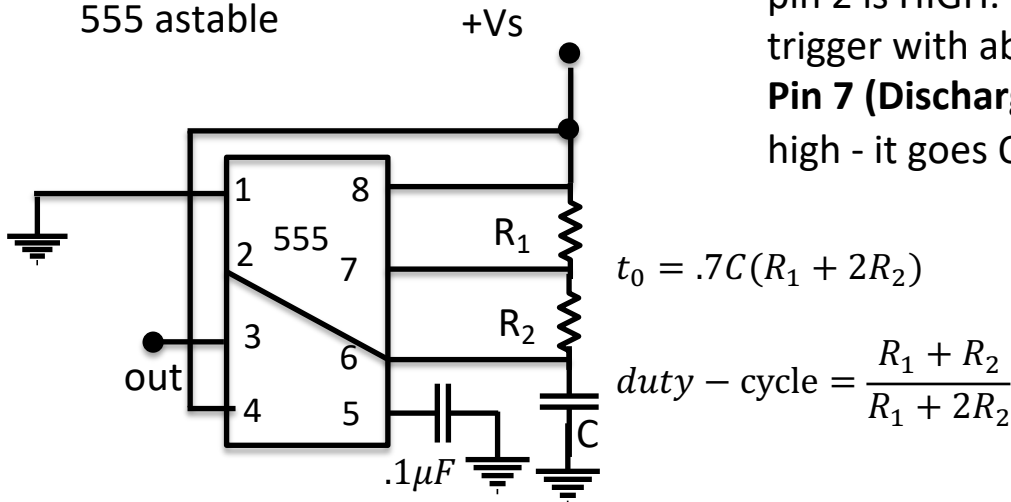 555 astable
+Vs
pin 2 is HIGH.
trigger with ab
Pin 7 (Dischar
high - it goes
1
8
555
2
7
3
6
4
5
out
R₁
R₂
C
.1μF
t₀ = .7C(R₁ + 2R₂)
duty − cycle = (R₁ + R₂)/(R₁ + 2R₂)